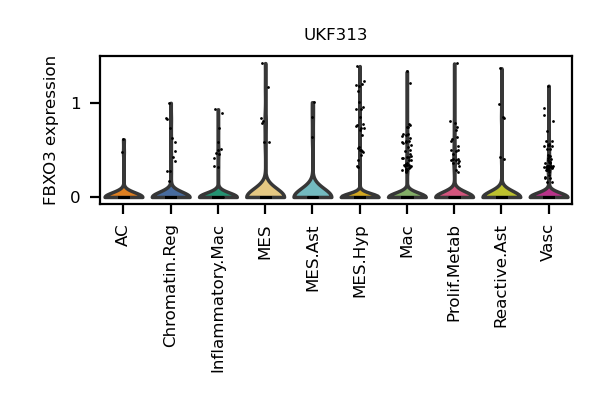 UKF313
FBXO3 expression
1
0
AC
Chromatin.Reg
Inflammatory.Mac
MES
MES.Ast
MES.Hyp
Mac
Prolif.Metab
Reactive.Ast
Vasc